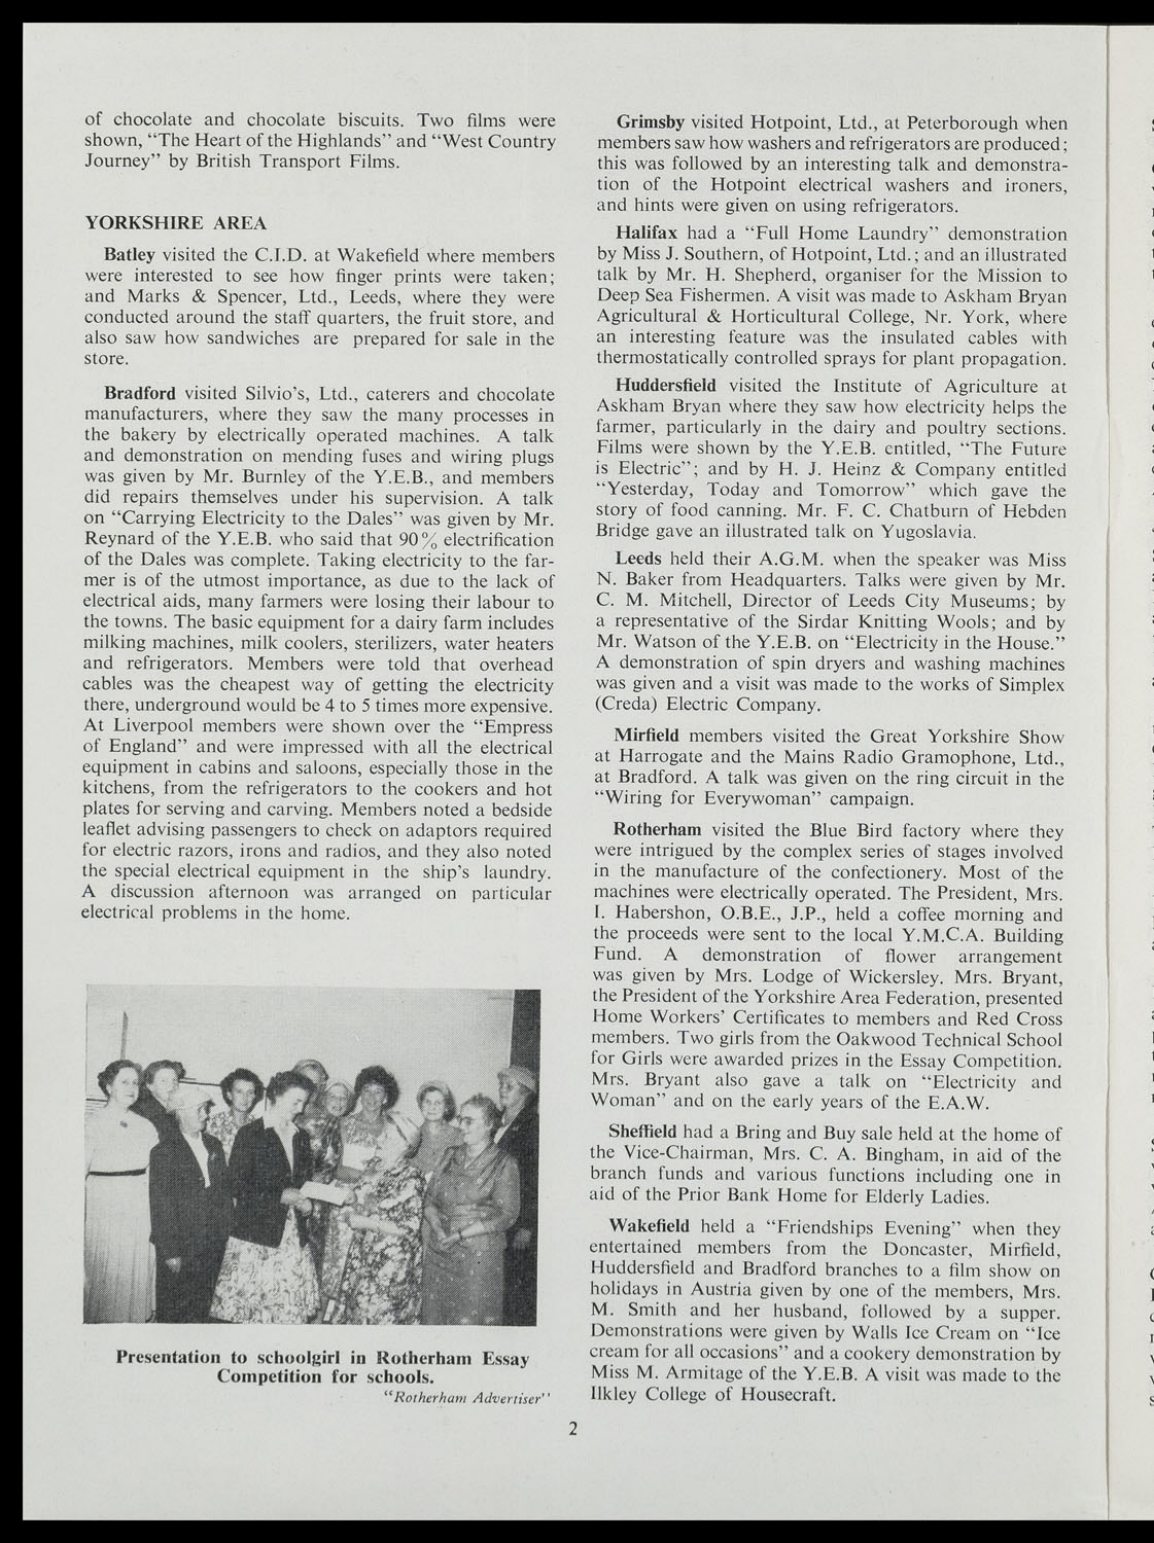 of chocolate and chocolate biscuits. Two films were
shown, “The Heart of the Highlands” and “West Country
Journey” by British Transport Films.
YORKSHIRE AREA
Batley visited the C.I.D. at Wakefield where members
were interested to see how finger prints were taken;
and Marks & Spencer, Ltd., Leeds, where they were
conducted around the staff quarters, the fruit store, and
also saw how sandwiches are prepared for sale in the
store.
Bradford visited Silvio’s, Ltd., caterers and chocolate
manufacturers, where they saw the many processes in
the bakery by electrically operated machines. A talk
and demonstration on mending fuses and wiring plugs
was given by Mr. Burnley of the Y.E.B., and members
did repairs themselves under his supervision. A talk
on “Carrying Electricity to the Dales” was given by Mr.
Reynard of the Y.E.B. who said that 90% electrification
of the Dales was complete. Taking electricity to the far-
mer is of the utmost importance, as due to the lack of
electrical aids, many farmers were losing their labour to
the towns. The basic equipment for a dairy farm includes
milking machines, milk coolers, sterilizers, water heaters
and refrigerators. Members were told that overhead
cables was the cheapest way of getting the electricity
there, underground would be 4 to 5 times more expensive.
At Liverpool members were shown over the “Empress
of England” and were impressed with all the electrical
equipment in cabins and saloons, especially those in the
kitchens, from the refrigerators to the cookers and hot
plates for serving and carving. Members noted a bedside
leaflet advising passengers to check on adaptors required
for electric razors, irons and radios, and they also noted
the special electrical equipment in the ship’s laundry.
A discussion afternoon was arranged on particular
electrical problems in the home.
Presentation to schoolgirl in Rotherham Essay
Competition for schools.
“Rotherham Advertiser”
Grimsby visited Hotpoint, Ltd., at Peterborough when
members saw how washers and refrigerators are produced;
this was followed by an interesting talk and demonstra-
tion of the Hotpoint electrical washers and ironers,
and hints were given on using refrigerators.
Halifax had a “Full Home Laundry” demonstration
by Miss J. Southern, of Hotpoint, Ltd.; and an illustrated
talk by Mr. H. Shepherd, organiser for the Mission to
Deep Sea Fishermen. A visit was made to Askham Bryan
Agricultural & Horticultural College, Nr. York, where
an interesting feature was the insulated cables with
thermostatically controlled sprays for plant propagation.
Huddersfield visited the Institute of Agriculture at
Askham Bryan where they saw how electricity helps the
farmer, particularly in the dairy and poultry sections.
Films were shown by the Y.E.B. entitled, “The Future
is Electric”; and by H. J. Heinz & Company entitled
“Yesterday, Today and Tomorrow” which gave the
story of food canning. Mr. F. C. Chatburn of Hebden
Bridge gave an illustrated talk on Yugoslavia.
Leeds held their A.G.M. when the speaker was Miss
N. Baker from Headquarters. Talks were given by Mr.
C. M. Mitchell, Director of Leeds City Museums; by
a representative of the Sirdar Knitting Wools; and by
Mr. Watson of the Y.E.B. on “Electricity in the House.”
A demonstration of spin dryers and washing machines
was given and a visit was made to the works of Simplex
(Creda) Electric Company.
Mirfield members visited the Great Yorkshire Show
at Harrogate and the Mains Radio Gramophone, Ltd.,
at Bradford. A talk was given on the ring circuit in the
“Wiring for Everywoman” campaign.
Rotherham visited the Blue Bird factory where they
were intrigued by the complex series of stages involved
in the manufacture of the confectionery. Most of the
machines were electrically operated. The President, Mrs.
I. Habershon, O.B.E., J.P., held a coffee morning and
the proceeds were sent to the local Y.M.C.A. Building
Fund. A demonstration of flower arrangement
was given by Mrs. Lodge of Wickersley. Mrs. Bryant,
the President of the Yorkshire Area Federation, presented
Home Workers’ Certificates to members and Red Cross
members. Two girls from the Oakwood Technical School
for Girls were awarded prizes in the Essay Competition.
Mrs. Bryant also gave a talk on “Electricity and
Woman” and on the early years of the E.A.W.
Sheffield had a Bring and Buy sale held at the home of
the Vice-Chairman, Mrs. C. A. Bingham, in aid of the
branch funds and various functions including one in
aid of the Prior Bank Home for Elderly Ladies.
Wakefield held a “Friendships Evening” when they
entertained members from the Doncaster, Mirfield,
Huddersfield and Bradford branches to a film show on
holidays in Austria given by one of the members, Mrs.
M. Smith and her husband, followed by a supper.
Demonstrations were given by Walls Ice Cream on “Ice
cream for all occasions” and a cookery demonstration by
Miss M. Armitage of the Y.E.B. A visit was made to the
Ilkley College of Housecraft.
2